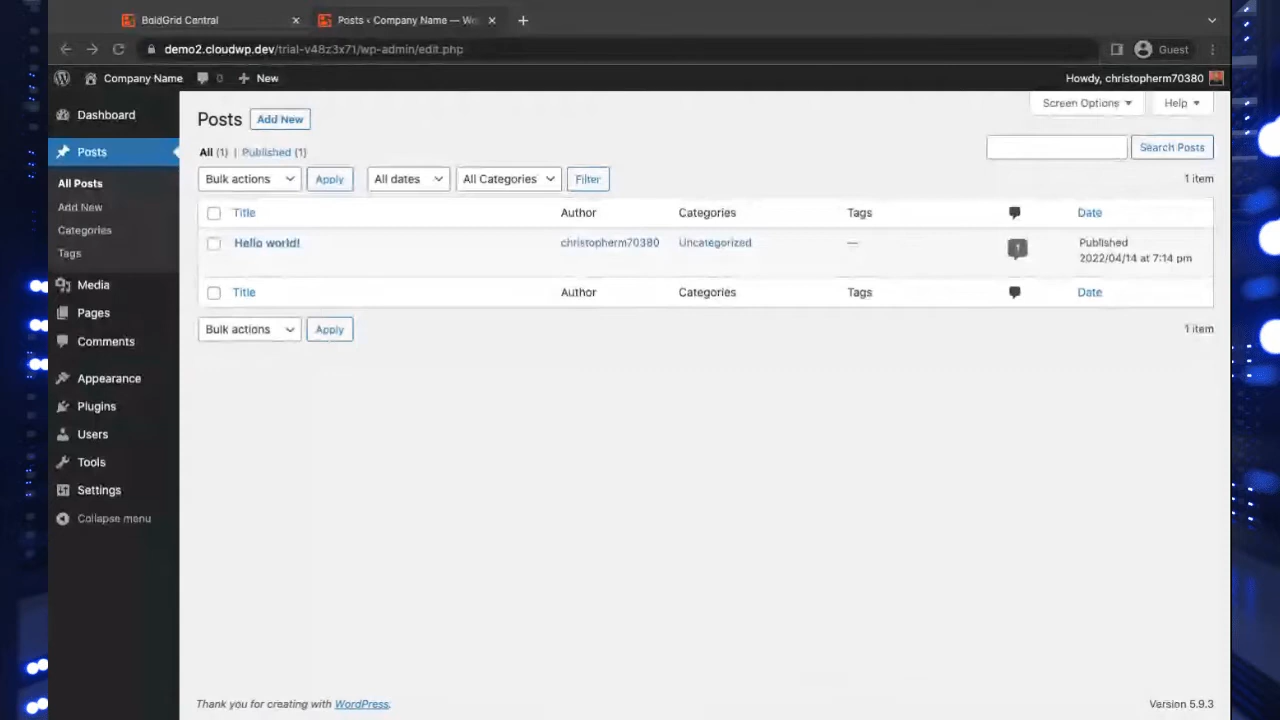 BoldGrid Central
Posts ‹ Company Name — Wo
demo2.cloudwp.dev/trial-v48z3x71/wp-admin/edit.php
Guest
Company Name 0 New
Howdy, christopherm70380
Dashboard
Posts
All Posts
Add New
Categories
Tags
Media
Pages
Comments
Appearance
Plugins
Users
Tools
Settings
Collapse menu
Screen Options Help
Posts Add New
All (1) | Published (1)
Search Posts
Bulk actions Apply All dates All Categories Filter
1 item
Title Author Categories Tags Date
Hello world! christopherm70380 Uncategorized — 1 Published
2022/04/14 at 7:14 pm
Title Author Categories Tags Date
Bulk actions Apply
1 item
Thank you for creating with WordPress.
Version 5.9.3